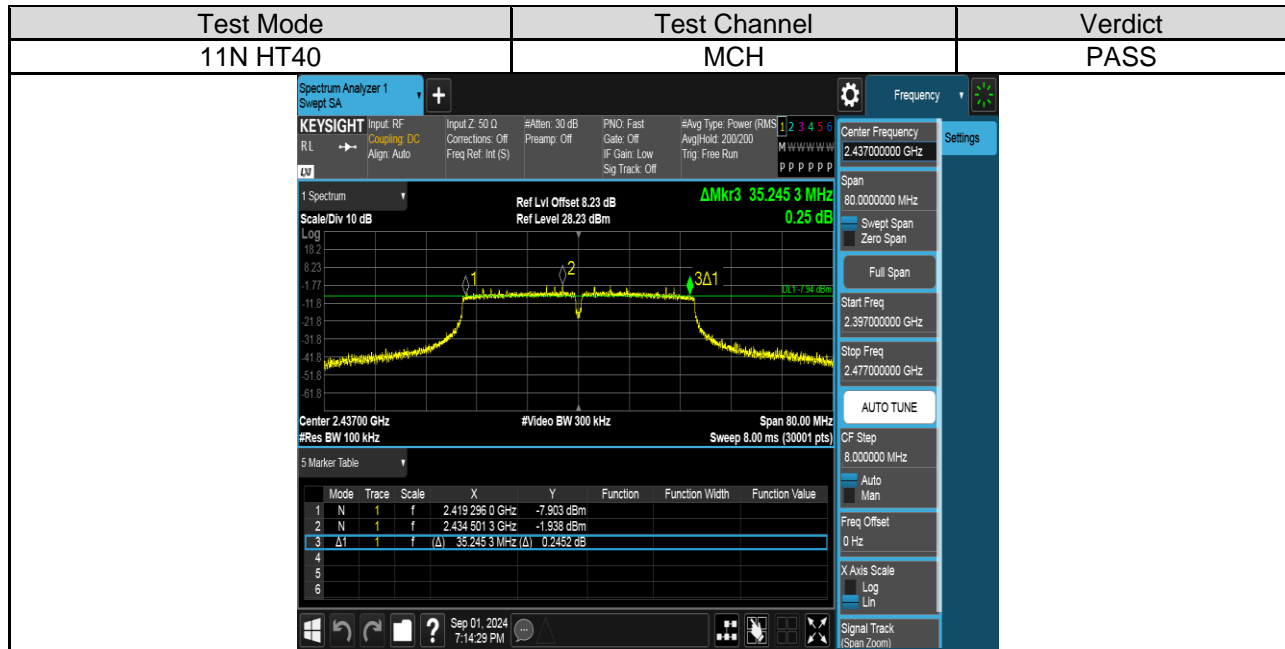 Test Mode Test Channel Verdict
11N HT40 MCH PASS
Spectrum Analyzer 1
Swept SA
+
Frequency
KEYSIGHT Input: RF Input Z: 50 Ω #Atten: 30 dB PNO: Fast #Avg Type: Power (RMS 1 2 3 4 5 6
RL Coupling: DC Corrections: Off Preamp: Off Gate: Off Avg|Hold: 200/200 M W W W W W
Align: Auto Freq Ref: Int (S) IF Gain: Low Trig: Free Run
LXI Sig Track: Off P P P P P P
Center Frequency
2.437000000 GHz
Settings
1 Spectrum
Ref Lvl Offset 8.23 dB ΔMkr3 35.245 3 MHz
Scale/Div 10 dB Ref Level 28.23 dBm 0.25 dB
Log
18.2
8.23
-1.77
-11.8
-21.8
-31.8
-41.8
-51.8
-61.8
1
2
3Δ1
DL1 -7.94 dBm
Center 2.43700 GHz #Video BW 300 kHz Span 80.00 MHz
#Res BW 100 kHz Sweep 8.00 ms (30001 pts)
Span
80.0000000 MHz
Swept Span
Zero Span
Full Span
Start Freq
2.397000000 GHz
Stop Freq
2.477000000 GHz
AUTO TUNE
CF Step
8.000000 MHz
Auto
Man
Freq Offset
0 Hz
X Axis Scale
Log
Lin
Signal Track
(Span Zoom)
5 Marker Table
Mode Trace Scale X Y Function Function Width Function Value
1 N 1 f 2.419 296 0 GHz -7.903 dBm
2 N 1 f 2.434 501 3 GHz -1.938 dBm
3 Δ1 1 f (Δ) 35.245 3 MHz (Δ) 0.2452 dB
4
5
6
? Sep 01, 2024
7:14:29 PM